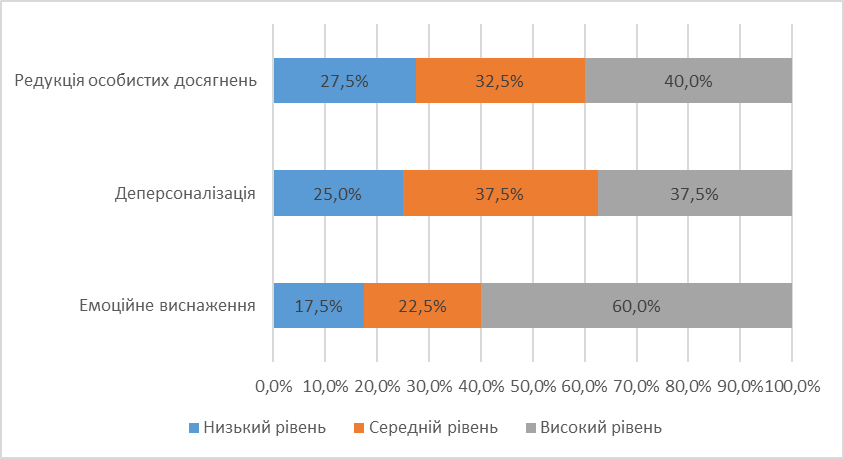 Редукція особистих досягнень
27,5% 32,5% 40,0%
Деперсоналізація
25,0% 37,5% 37,5%
Емоційне виснаження
17,5% 22,5% 60,0%
0,0% 10,0% 20,0% 30,0% 40,0% 50,0% 60,0% 70,0% 80,0% 90,0% 100,0%
Низький рівень Середній рівень Високий рівень